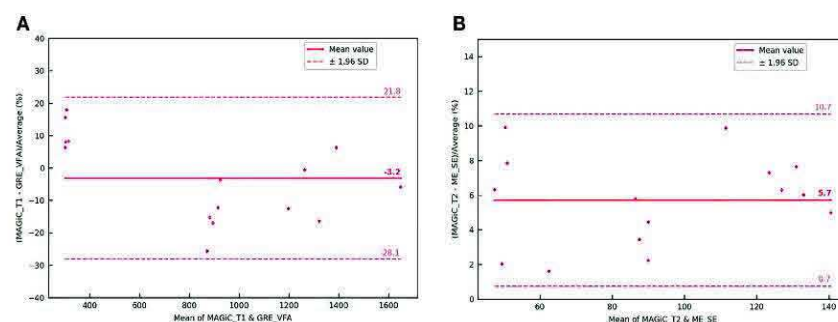 A
(MAGiC_T1 - GRE_VFA)/Average (%)
40
30
20
10
0
−10
−20
−30
−40
Mean value
± 1.96 SD
21.8
-3.2
-28.1
400 600 800 1000 1200 1400 1600
Mean of MAGiC_T1 & GRE_VFA
B
(MAGiC_T2 - ME_SE)/Average (%)
14
12
10
8
6
4
2
0
Mean value
± 1.96 SD
10.7
5.7
0.7
60 80 100 120 140
Mean of MAGiC_T2 & ME_SE